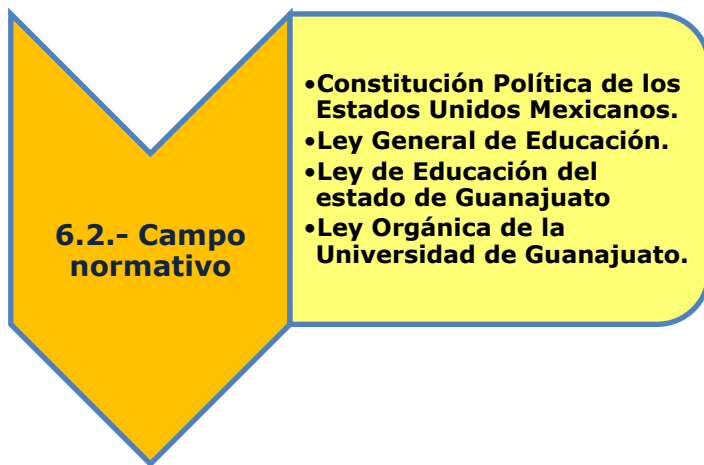 6.2.- Campo
normativo
•Constitución Política de los
Estados Unidos Mexicanos.
•Ley General de Educación.
•Ley de Educación del
estado de Guanajuato
•Ley Orgánica de la
Universidad de Guanajuato.